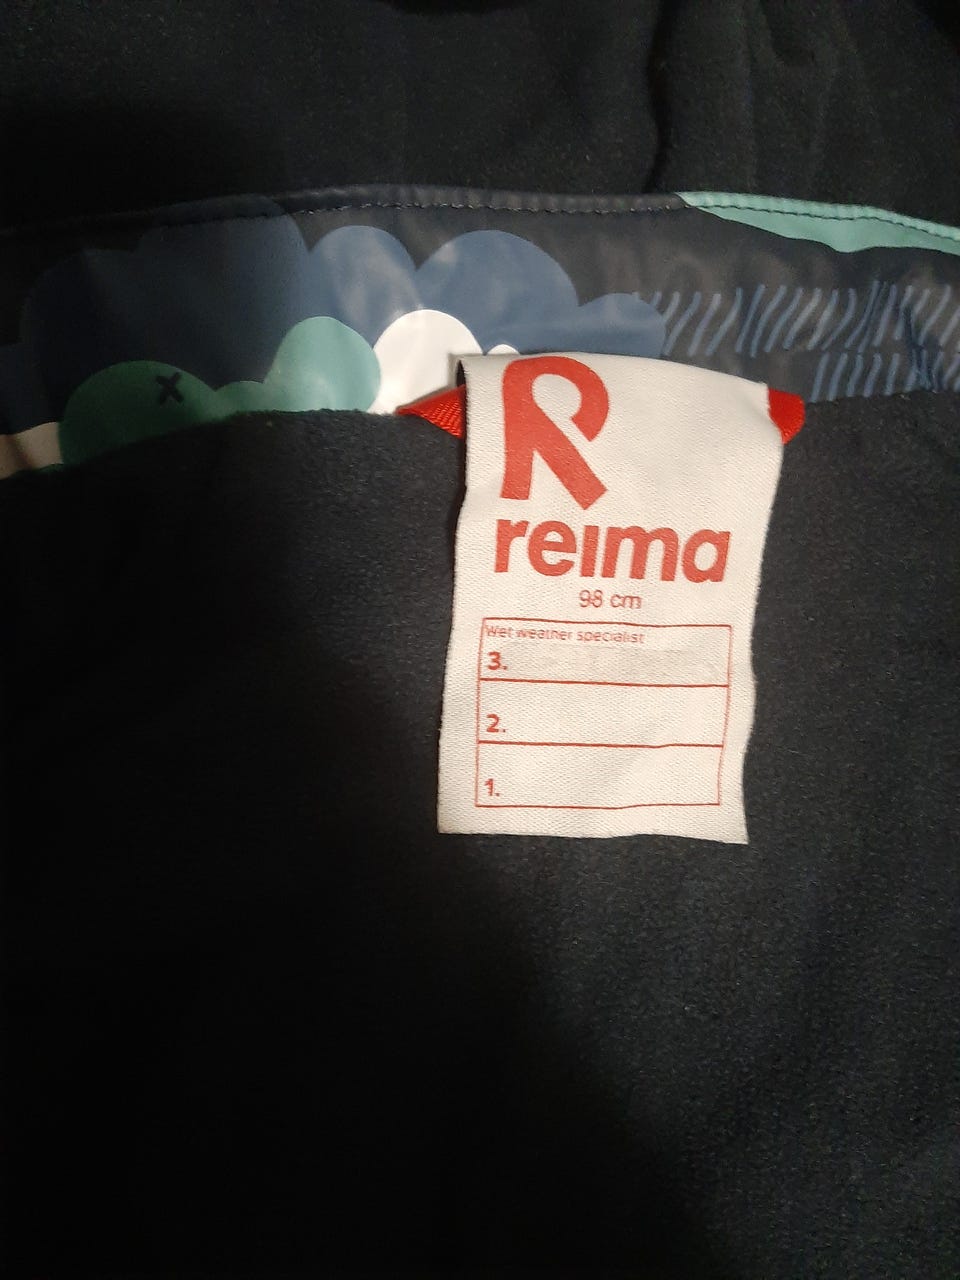 R
reima
98 cm
Wet weather specialist
3.
2.
1.